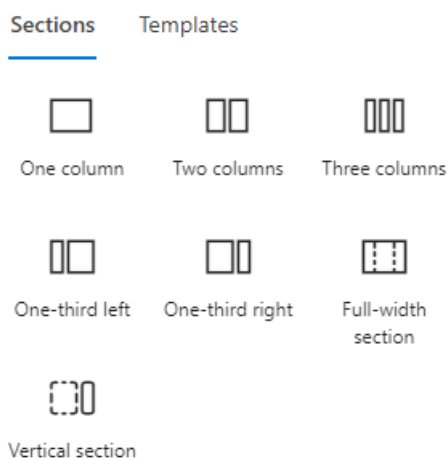 Sections Templates
One column Two columns Three columns
One-third left One-third right Full-width
section
Vertical section